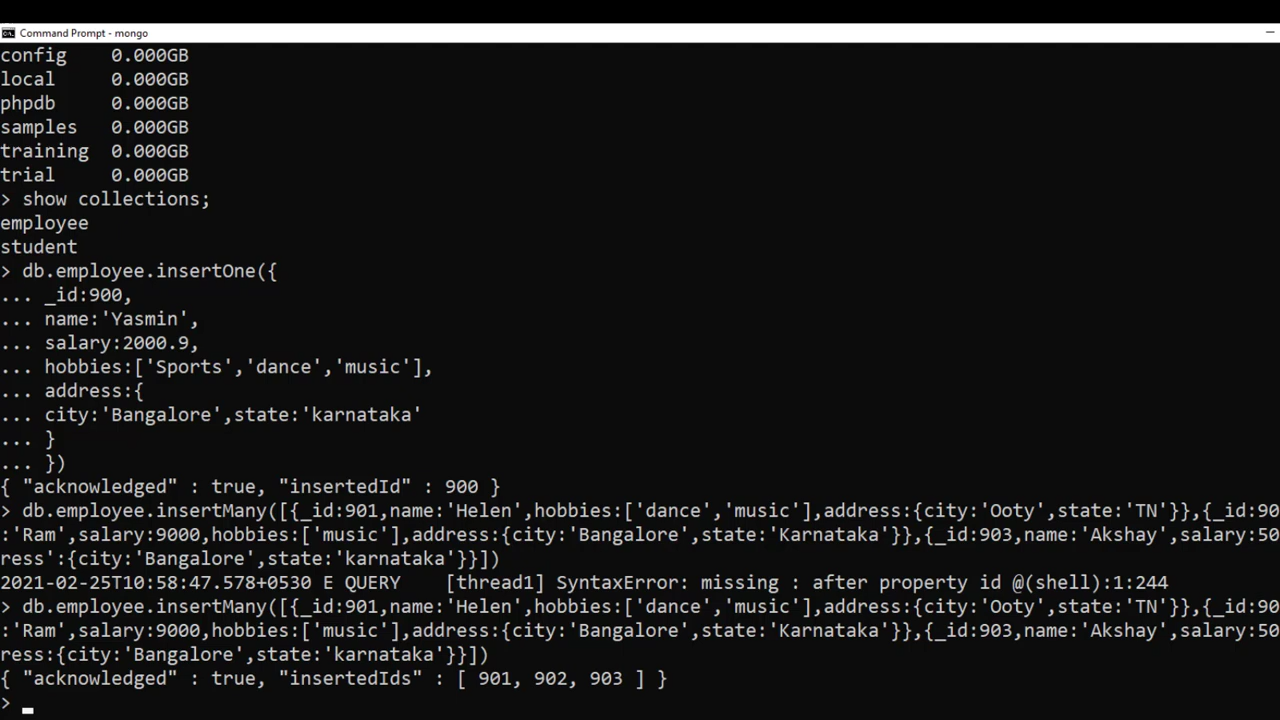 Command Prompt - mongo
config    0.000GB
local     0.000GB
phpdb     0.000GB
samples   0.000GB
training  0.000GB
trial     0.000GB
> show collections;
employee
student
> db.employee.insertOne({
... _id:900,
... name:'Yasmin',
... salary:2000.9,
... hobbies:['Sports','dance','music'],
... address:{
... city:'Bangalore',state:'karnataka'
... }
... })
{ "acknowledged" : true, "insertedId" : 900 }
> db.employee.insertMany([{_id:901,name:'Helen',hobbies:['dance','music'],address:{city:'Ooty',state:'TN'}},{_id:90
:'Ram',salary:9000,hobbies:['music'],address:{city:'Bangalore',state:'Karnataka'}},{_id:903,name:'Akshay',salary:50
ress':{city:'Bangalore',state:'karnataka'}}])
2021-02-25T10:58:47.578+0530 E QUERY    [thread1] SyntaxError: missing : after property id @(shell):1:244
> db.employee.insertMany([{_id:901,name:'Helen',hobbies:['dance','music'],address:{city:'Ooty',state:'TN'}},{_id:90
:'Ram',salary:9000,hobbies:['music'],address:{city:'Bangalore',state:'Karnataka'}},{_id:903,name:'Akshay',salary:50
ress:{city:'Bangalore',state:'karnataka'}}])
{ "acknowledged" : true, "insertedIds" : [ 901, 902, 903 ] }
>